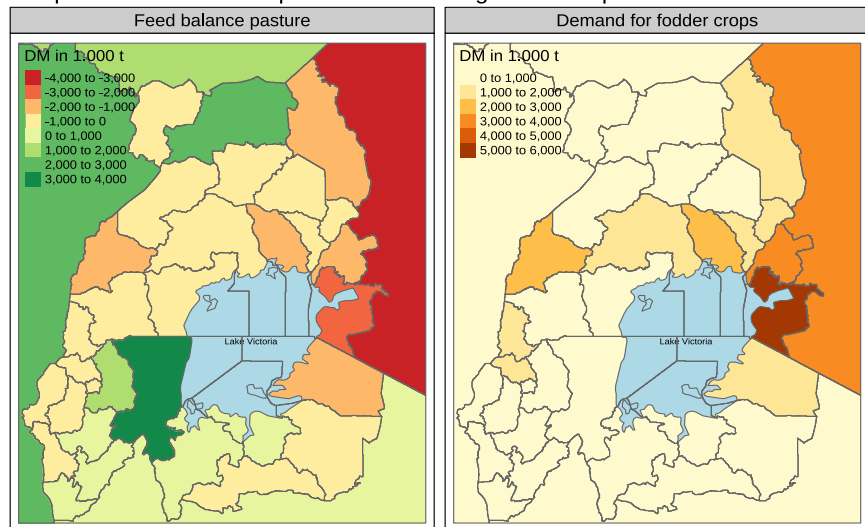 Feed balance pasture
DM in 1.000 t
-4,000 to -3,000
-3,000 to -2,000
-2,000 to -1,000
-1,000 to 0
0 to 1,000
1,000 to 2,000
2,000 to 3,000
3,000 to 4,000
Lake Victoria
Demand for fodder crops
DM in 1.000 t
0 to 1,000
1,000 to 2,000
2,000 to 3,000
3,000 to 4,000
4,000 to 5,000
5,000 to 6,000
Lake Victoria